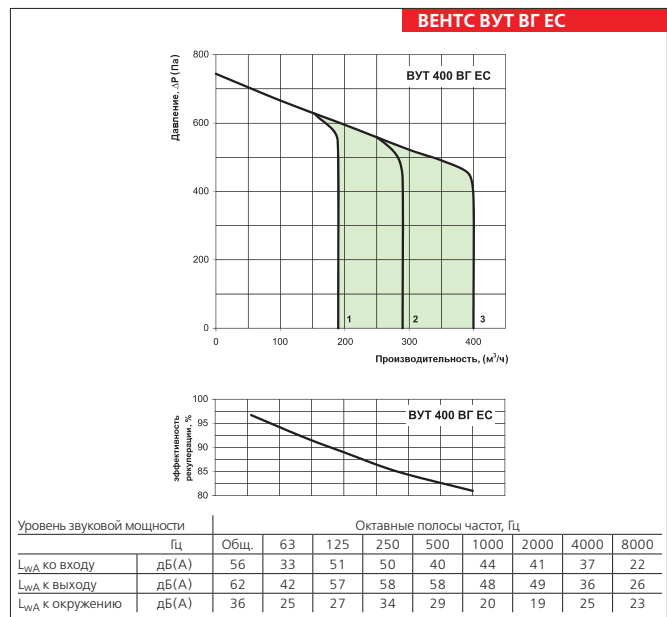 ВЕНТС ВУТ ВГ ЕС
Давление, ΔP (Па)
800
600
400
200
0
ВУТ 400 ВГ ЕС
1 2 3
0 100 200 300 400
Производительность, (м³/ч)
эффективность
рекуперации, %
100
95
90
85
80
ВУТ 400 ВГ ЕС
Уровень звуковой мощности Октавные полосы частот, Гц
Гц Общ. 63 125 250 500 1000 2000 4000 8000
LwA ко входу дБ(А) 56 33 51 50 40 44 41 37 22
LwA к выходу дБ(А) 62 42 57 58 58 48 49 36 26
LwA к окружению дБ(А) 36 25 27 34 29 20 19 25 23